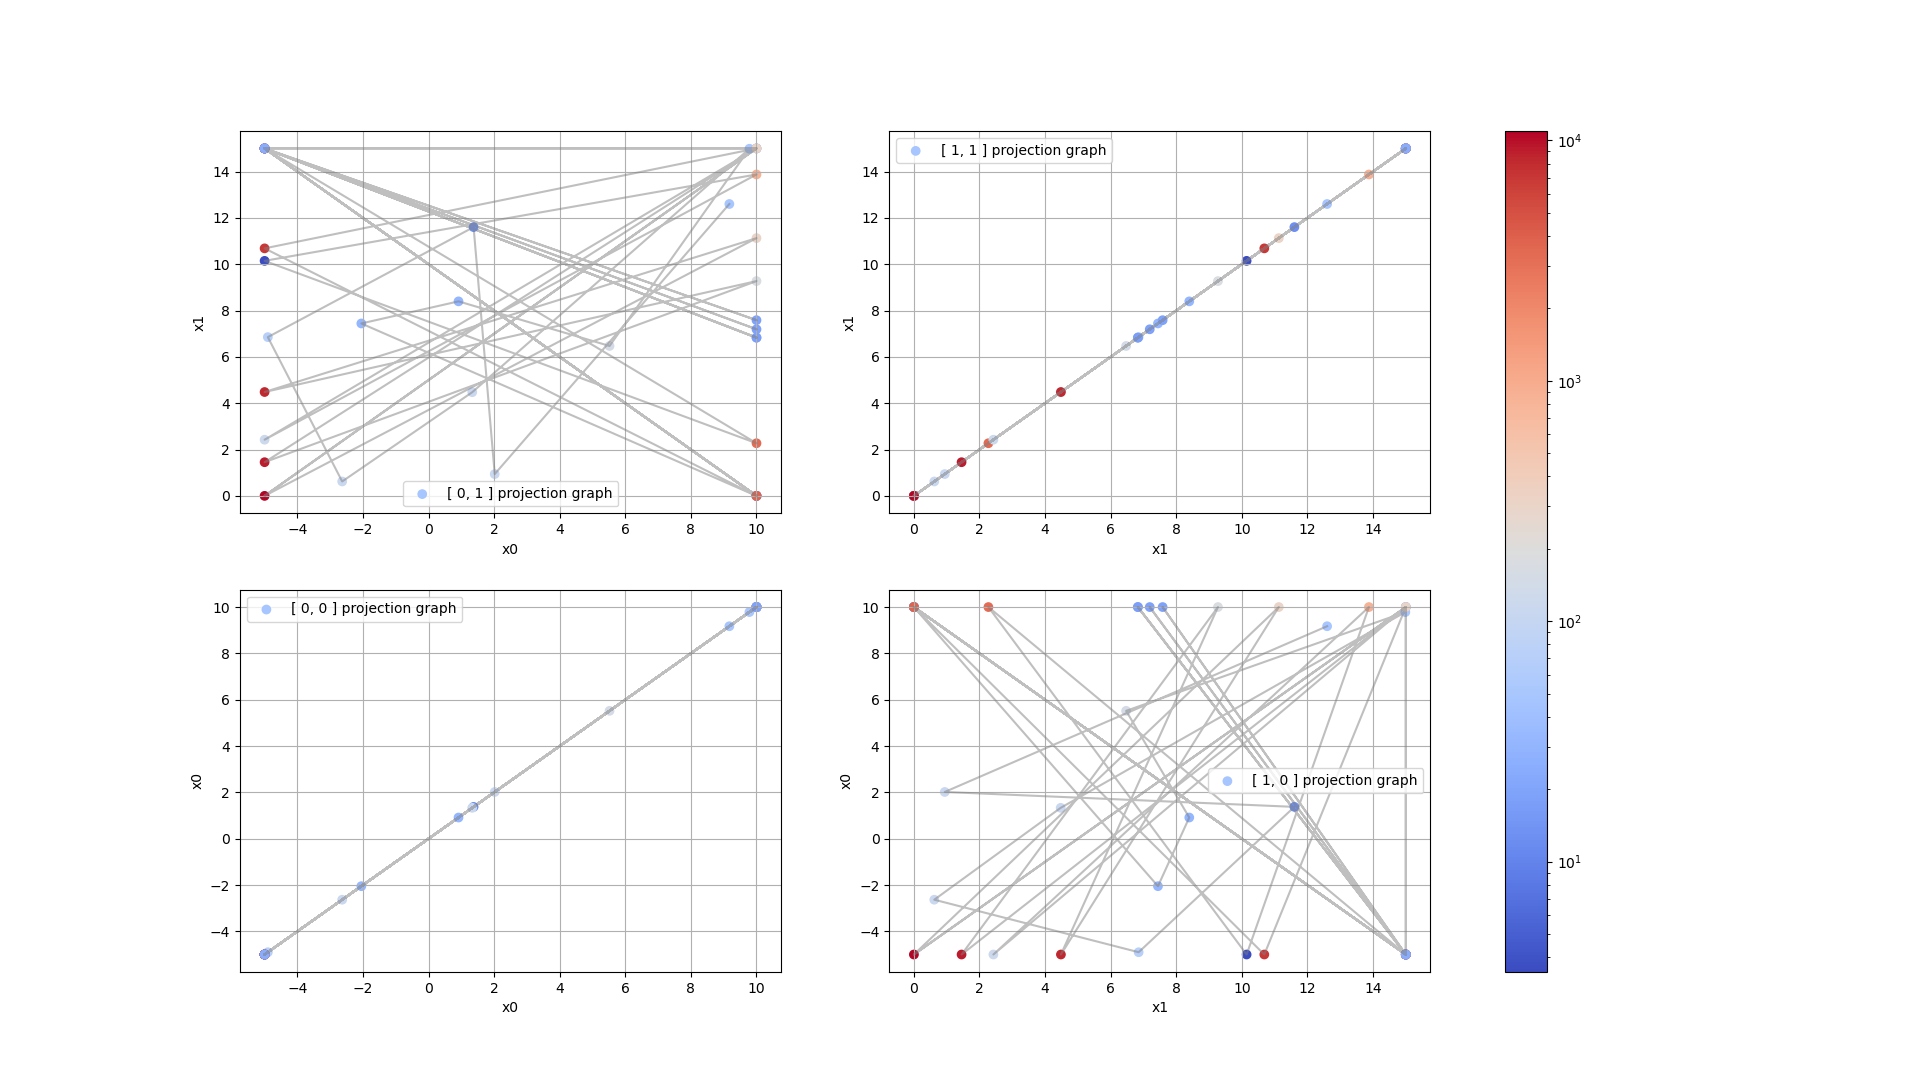 14
12
10
8
6
4
2
0
x1
[ 0, 1 ] projection graph
−4 −2 0 2 4 6 8 10
x0
[ 1, 1 ] projection graph
14
12
10
8
6
4
2
0
x1
0 2 4 6 8 10 12 14
x1
[ 0, 0 ] projection graph
10
8
6
4
2
0
−2
−4
x0
−4 −2 0 2 4 6 8 10
x0
10
8
6
4
2
0
−2
−4
x0
[ 1, 0 ] projection graph
0 2 4 6 8 10 12 14
x1
10⁴
10³
10²
10¹